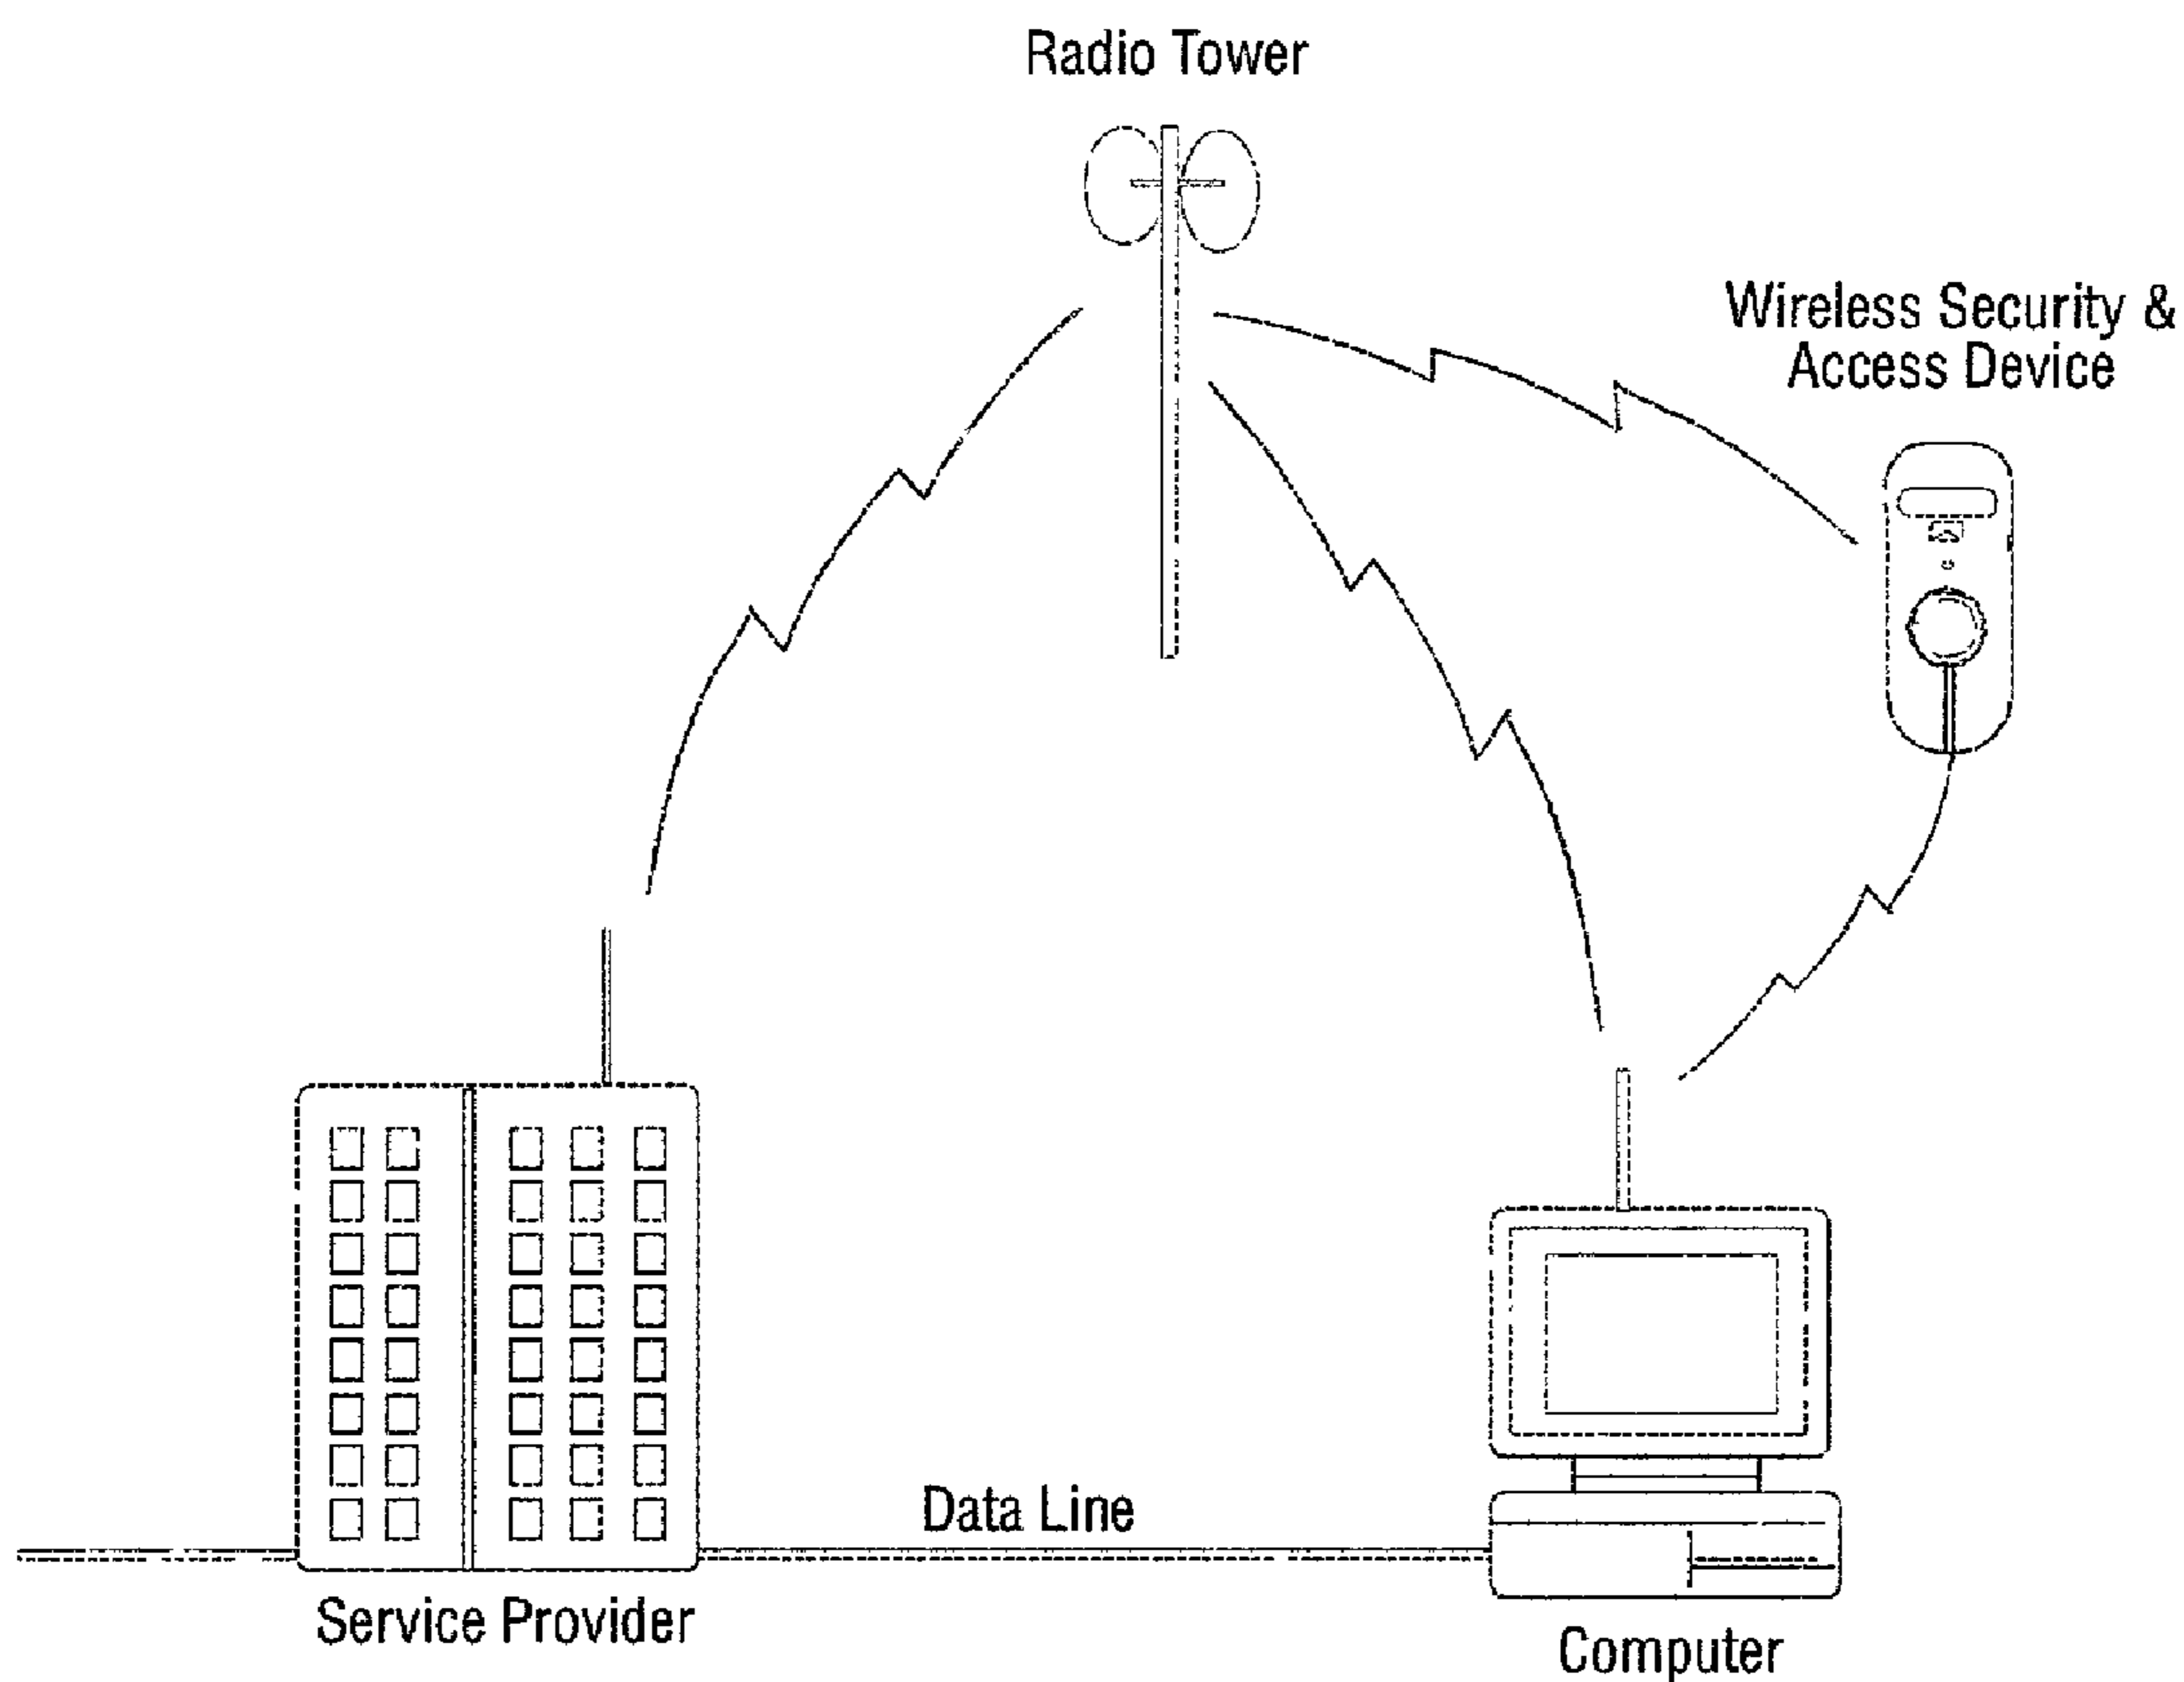 Radio Tower
Wireless Security &
Access Device
Data Line
Service Provider
Computer